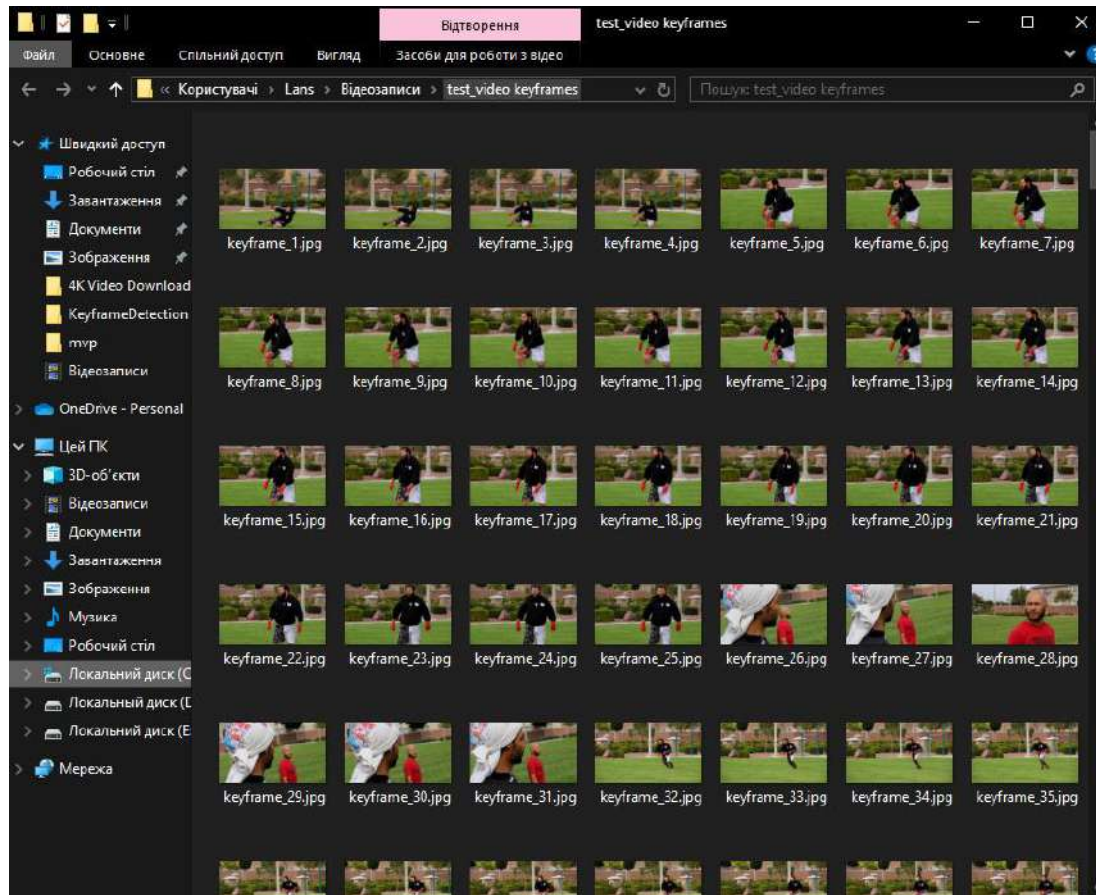 Відтворення
test_video keyframes
Файл Основне Спільний доступ Вигляд Засоби для роботи з відео
« Користувачі › Lans › Відеозаписи › test_video keyframes
Пошук: test_video keyframes
Швидкий доступ
Робочий стіл
Завантаження
Документи
Зображення
4K Video Download
KeyframeDetection
mvp
Відеозаписи
OneDrive - Personal
Цей ПК
3D-об'єкти
Відеозаписи
Документи
Завантаження
Зображення
Музика
Робочий стіл
Локальний диск (C
Локальный диск (D
Локальний диск (E
Мережа
keyframe_1.jpg keyframe_2.jpg keyframe_3.jpg keyframe_4.jpg keyframe_5.jpg keyframe_6.jpg keyframe_7.jpg
keyframe_8.jpg keyframe_9.jpg keyframe_10.jpg keyframe_11.jpg keyframe_12.jpg keyframe_13.jpg keyframe_14.jpg
keyframe_15.jpg keyframe_16.jpg keyframe_17.jpg keyframe_18.jpg keyframe_19.jpg keyframe_20.jpg keyframe_21.jpg
keyframe_22.jpg keyframe_23.jpg keyframe_24.jpg keyframe_25.jpg keyframe_26.jpg keyframe_27.jpg keyframe_28.jpg
keyframe_29.jpg keyframe_30.jpg keyframe_31.jpg keyframe_32.jpg keyframe_33.jpg keyframe_34.jpg keyframe_35.jpg